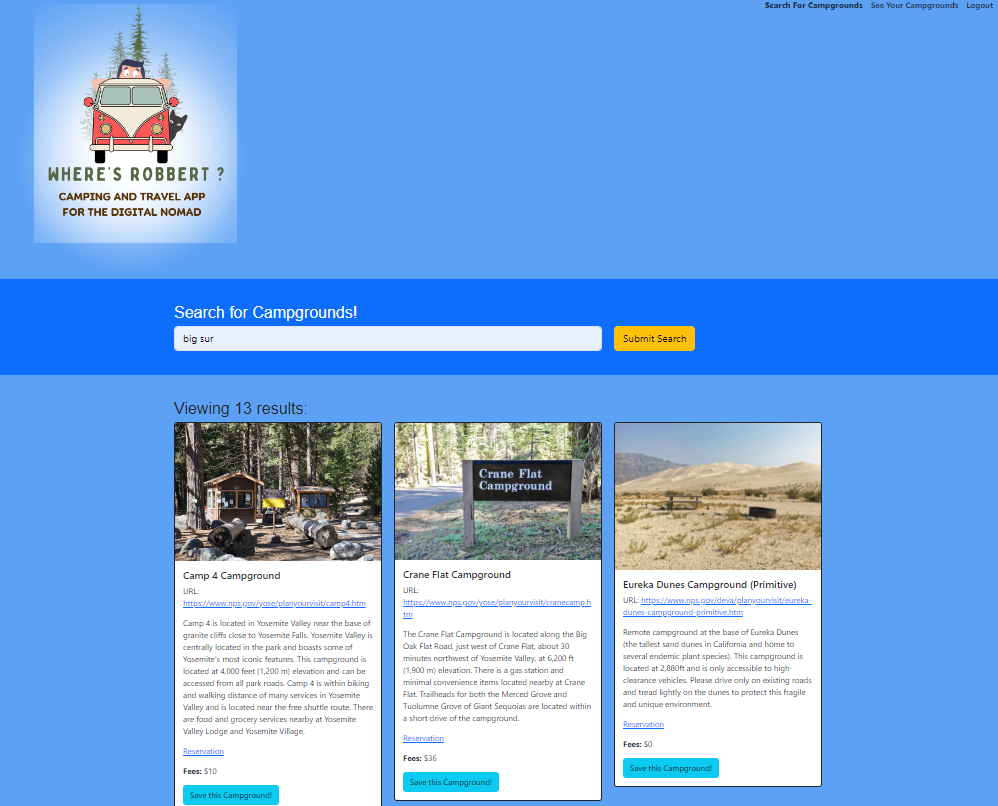 Search For Campgrounds See Your Campgrounds Logout
WHERE'S ROBBERT ?
CAMPING AND TRAVEL APP
FOR THE DIGITAL NOMAD
Search for Campgrounds!
big sur
Submit Search
Viewing 13 results:
Camp 4 Campground
URL:
https://www.nps.gov/yose/planyourvisit/camp4.htm
Camp 4 is located in Yosemite Valley near the base of
granite cliffs close to Yosemite Falls. Yosemite Valley is
centrally located in the park and boasts some of
Yosemite's most iconic features. This campground is
located at 4,000 feet (1,200 m) elevation and can be
accessed from all park roads. Camp 4 is within biking
and walking distance of many services in Yosemite
Valley and is located near the free shuttle route. There
are food and grocery services nearby at Yosemite
Valley Lodge and Yosemite Village.
Reservation
Fees: $10
Save this Campground!
Crane Flat
Campground
Crane Flat Campground
URL:
https://www.nps.gov/yose/planyourvisit/cranecamp.h
tm
The Crane Flat Campground is located along the Big
Oak Flat Road, just west of Crane Flat, about 30
minutes northwest of Yosemite Valley, at 6,200 ft
(1,900 m) elevation. There is a gas station and
minimal convenience items located nearby at Crane
Flat. Trailheads for both the Merced Grove and
Tuolumne Grove of Giant Sequoias are located within
a short drive of the campground.
Reservation
Fees: $36
Save this Campground!
Eureka Dunes Campground (Primitive)
URL: https://www.nps.gov/deva/planyourvisit/eureka-
dunes-campground-primitive.htm
Remote campground at the base of Eureka Dunes
(the tallest sand dunes in California and home to
several endemic plant species). This campground is
located at 2,880ft and is only accessible to high-
clearance vehicles. Please drive only on existing roads
and tread lightly on the dunes to protect this fragile
and unique environment.
Reservation
Fees: $0
Save this Campground!